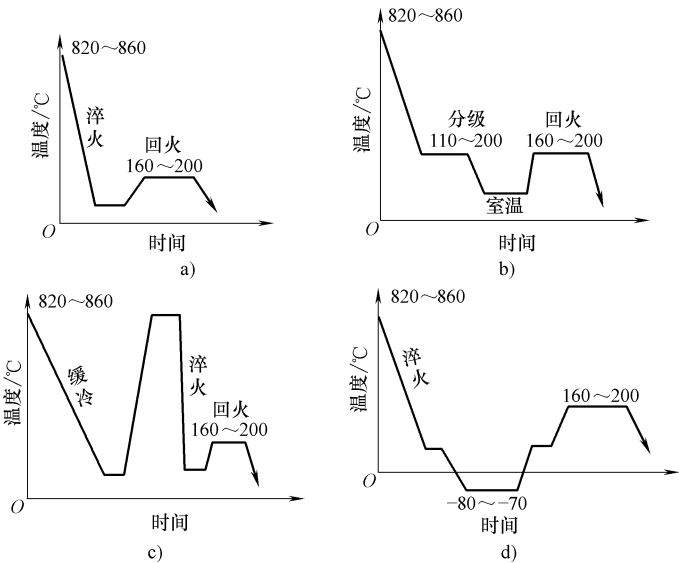 820～860
温度/℃
淬火
回火
160～200
O
时间
a)
820～860
温度/℃
分级
110～200
回火
160～200
室温
O
时间
b)
820～860
温度/℃
缓冷
淬火
回火
160～200
O
时间
c)
820～860
温度/℃
淬火
160～200
O
−80～−70
时间
d)